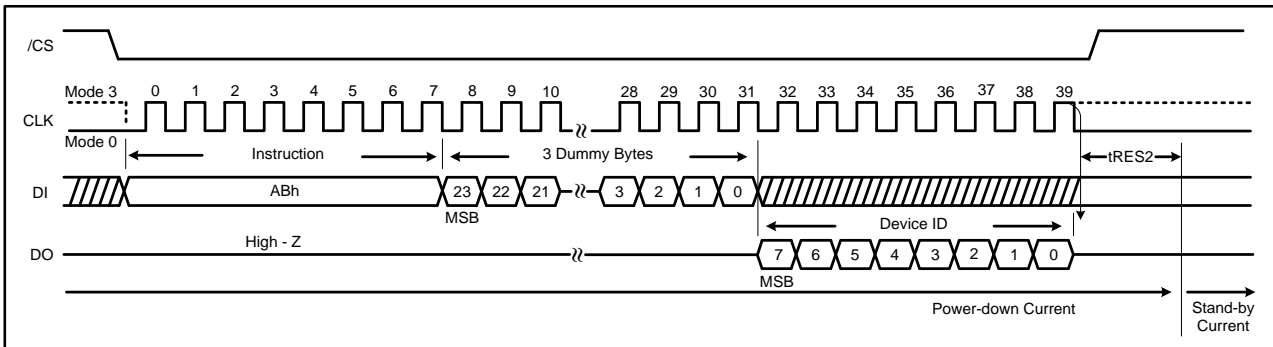 /CS
Mode 3 0 1 2 3 4 5 6 7 8 9 10 28 29 30 31 32 33 34 35 36 37 38 39
CLK
Mode 0
Instruction 3 Dummy Bytes tRES2
DI ABh 23 22 21 3 2 1 0
MSB
Device ID
High - Z
DO 7 6 5 4 3 2 1 0
MSB
Power-down Current Stand-by
Current